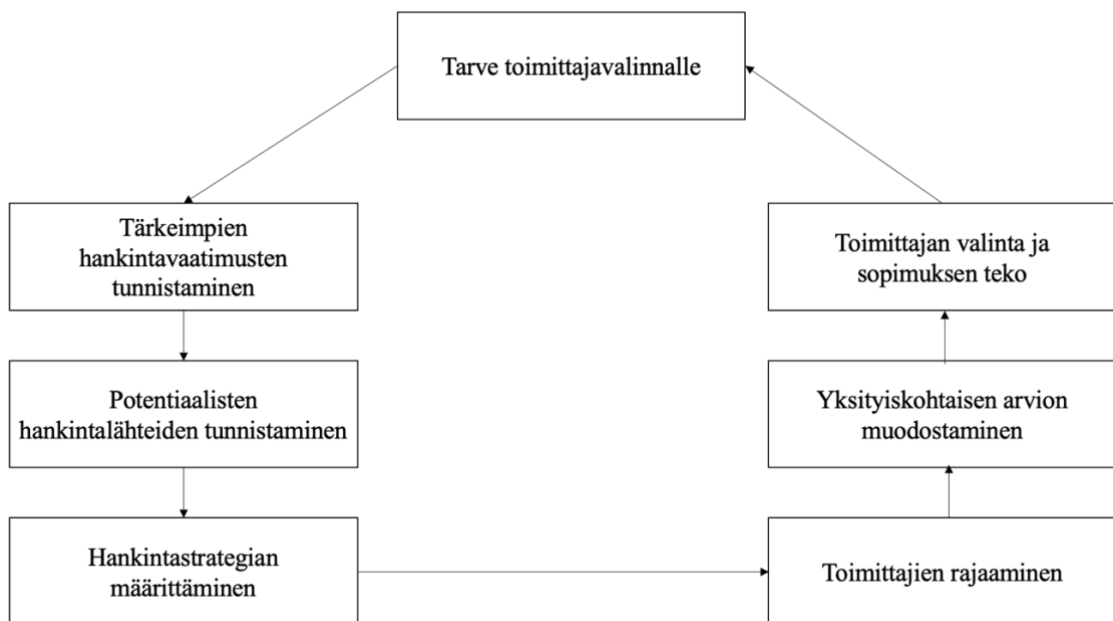 Tarve toimittajavalinnalle
Tärkeimpien
hankintavaatimusten
tunnistaminen
Potentiaalisten
hankintalähteiden tunnistaminen
Hankintastrategian
määrittäminen
Toimittajien rajaaminen
Yksityiskohtaisen arvion
muodostaminen
Toimittajan valinta ja
sopimuksen teko